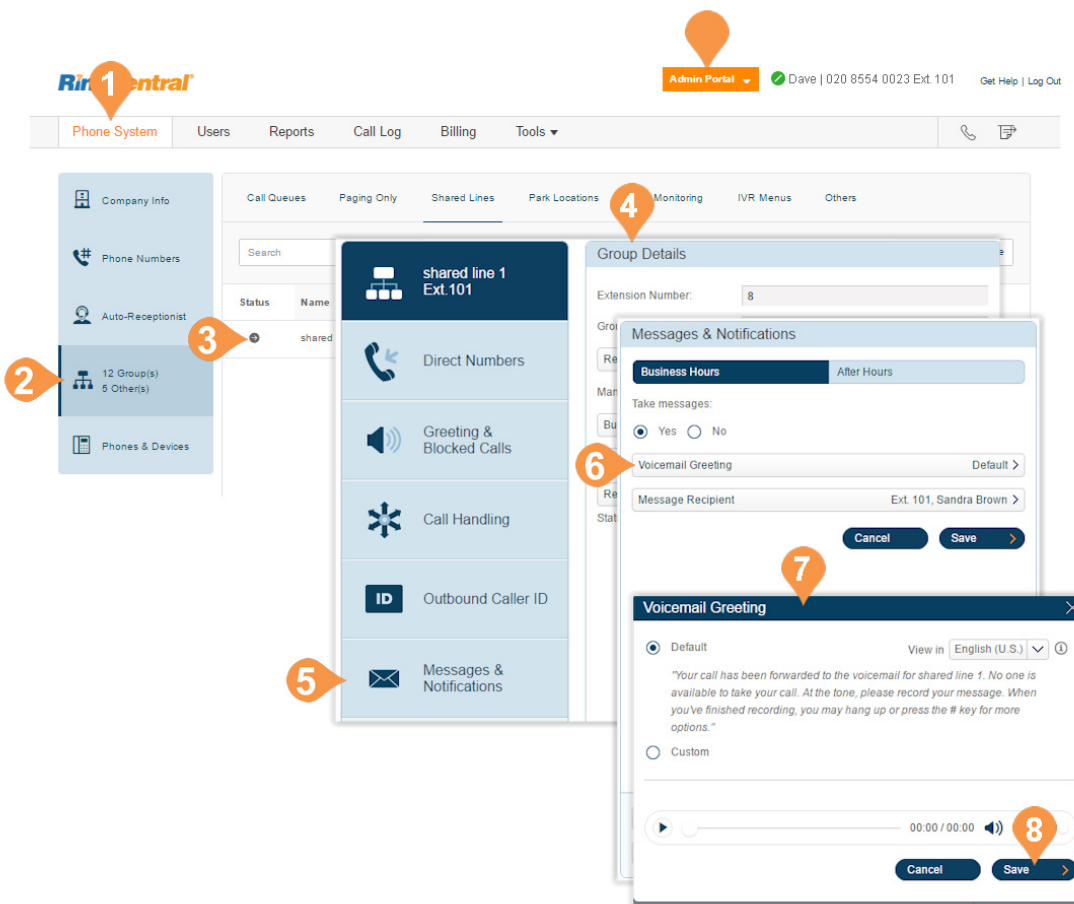 1
Admin Portal
Dave | 020 8554 0023 Ext. 101
Get Help | Log Out
Phone System
Users
Reports
Call Log
Billing
Tools
Company Info
Phone Numbers
Auto-Receptionist
2
12 Group(s)
5 Other(s)
Phones & Devices
Call Queues
Paging Only
Shared Lines
Park Locations
4
Monitoring
IVR Menus
Others
Search
Status
Name
3
shared
shared line 1
Ext.101
Direct Numbers
Greeting &
Blocked Calls
Call Handling
ID
Outbound Caller ID
5
Messages &
Notifications
Group Details
Extension Number:
8
Messages & Notifications
Business Hours
After Hours
Take messages:
Yes
No
6
Voicemail Greeting
Default >
Message Recipient
Ext. 101, Sandra Brown >
Cancel
Save >
7
Voicemail Greeting
Default
View in
English (U.S.)
"Your call has been forwarded to the voicemail for shared line 1. No one is
available to take your call. At the tone, please record your message. When
you've finished recording, you may hang up or press the # key for more
options."
Custom
00:00 / 00:00
8
Cancel
Save >